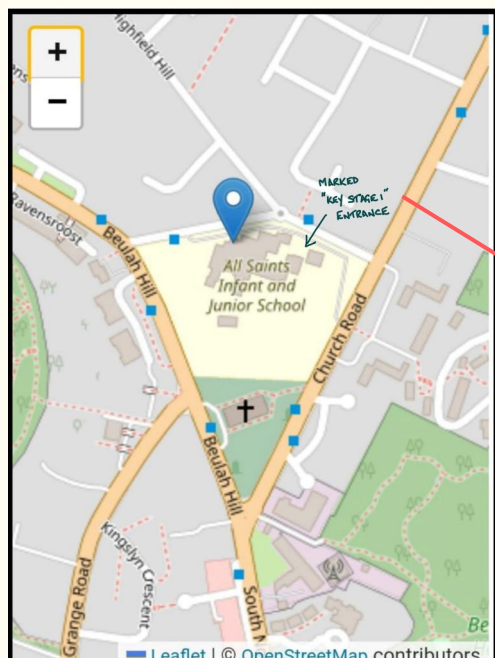 +
Highfield Hill
−
MARKED
"KEY STAGE 1"
ENTRANCE
Ravensroost
Beulah Hill
All Saints
Infant and
Junior School
Church Road
Beulah Hill
Kingslyn
Crescent
Grange Road
South N
Be
Leaflet | © OpenStreetMap contributors